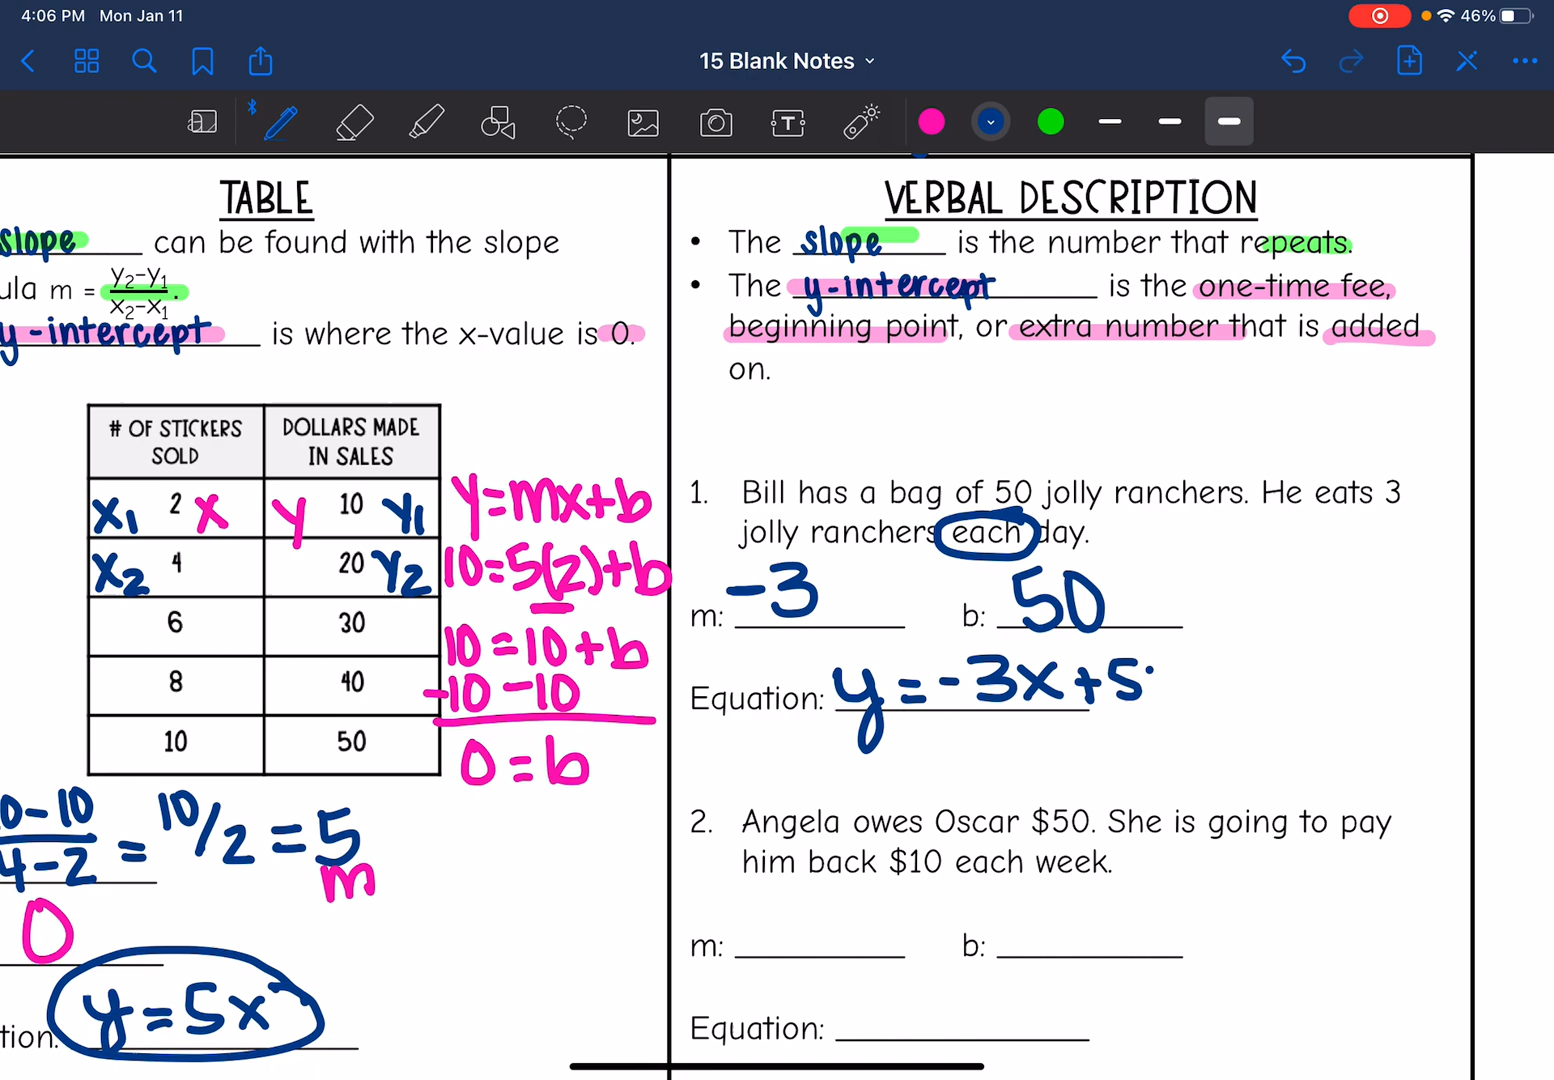 4:06 PM Mon Jan 11
46%
15 Blank Notes
T
TABLE
slope can be found with the slope
ula m = y₂-y₁ / x₂-x₁.
y-intercept is where the x-value is 0.
# OF STICKERS SOLD DOLLARS MADE IN SALES
x₁ 2 x y 10 y₁
x₂ 4 20 y₂
6 30
8 40
10 50
y=mx+b
10=5(2)+b
10=10+b
-10 -10
0=b
0-10 / 4-2 = 10/2 = 5
m
0
tion: y=5x
VERBAL DESCRIPTION
• The slope is the number that repeats.
• The y-intercept is the one-time fee,
beginning point, or extra number that is added
on.
1. Bill has a bag of 50 jolly ranchers. He eats 3
jolly ranchers each day.
m: -3 b: 50
Equation: y=-3x+5
2. Angela owes Oscar $50. She is going to pay
him back $10 each week.
m: b:
Equation: